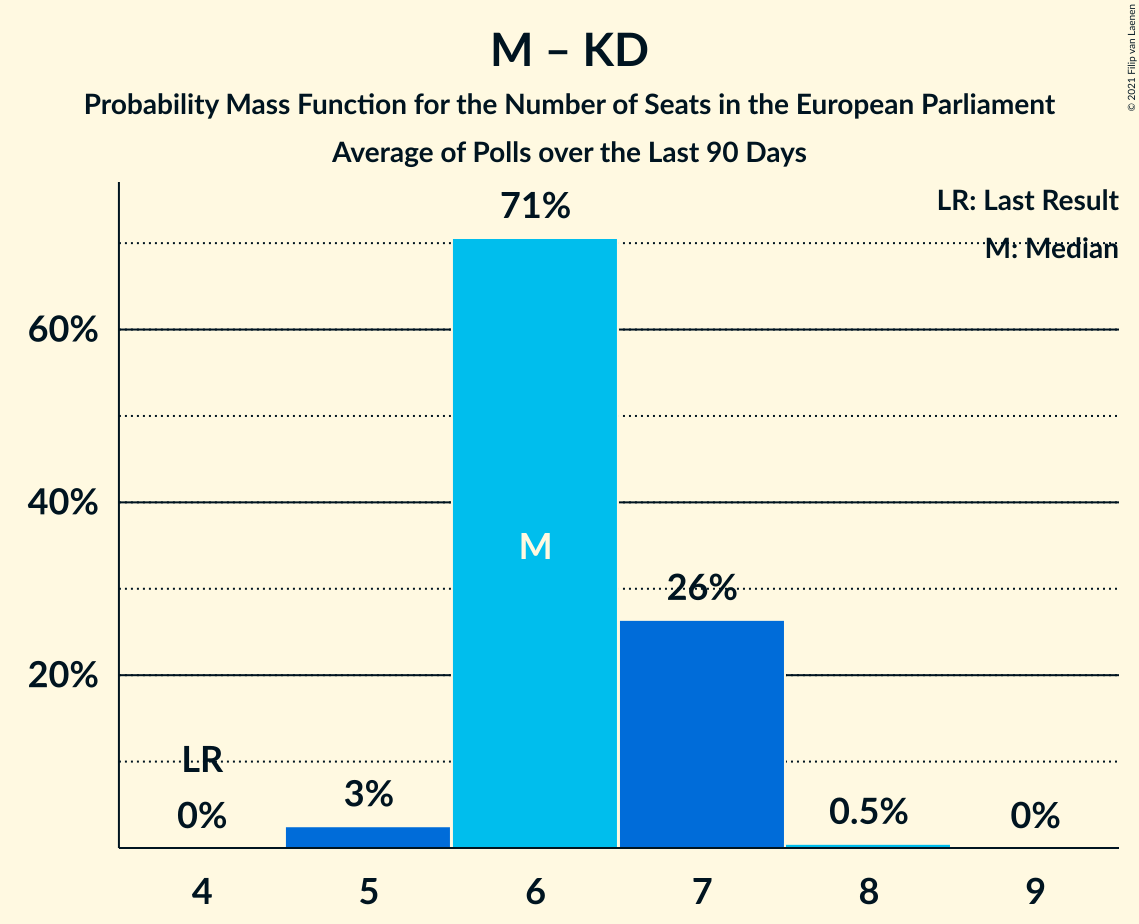 M – KD
Probability Mass Function for the Number of Seats in the European Parliament
Average of Polls over the Last 90 Days
© 2021 Filip van Laenen
LR: Last Result
M: Median
71%
60%
40%
M
26%
20%
LR
3%
0%
0.5%
0%
4 5 6 7 8 9